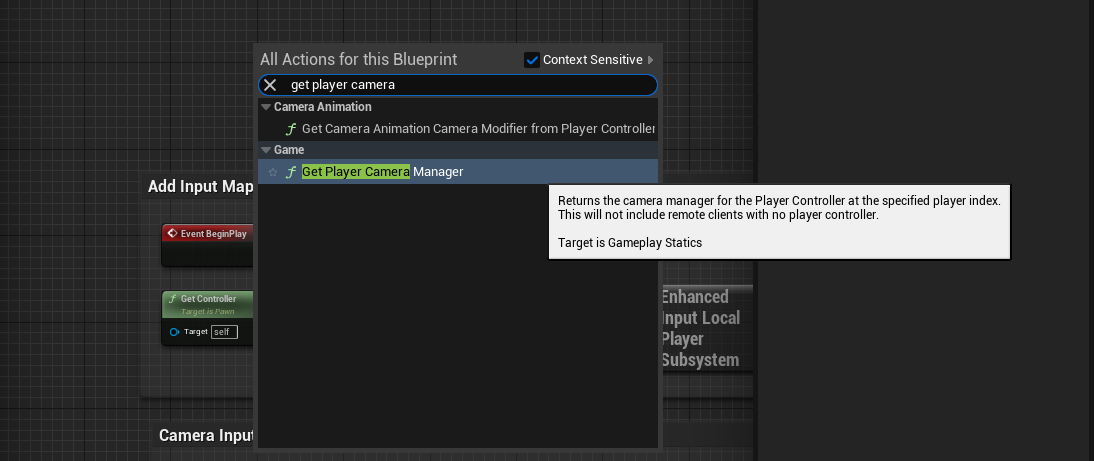 All Actions for this Blueprint
Context Sensitive
get player camera
Camera Animation
f Get Camera Animation Camera Modifier from Player Controller
Game
f Get Player Camera Manager
Returns the camera manager for the Player Controller at the specified player index.
This will not include remote clients with no player controller.
Target is Gameplay Statics
Add Input Map
Event BeginPlay
f Get Controller
Target is Pawn
Target self
Enhanced
Input Local
Player
Subsystem
Camera Input